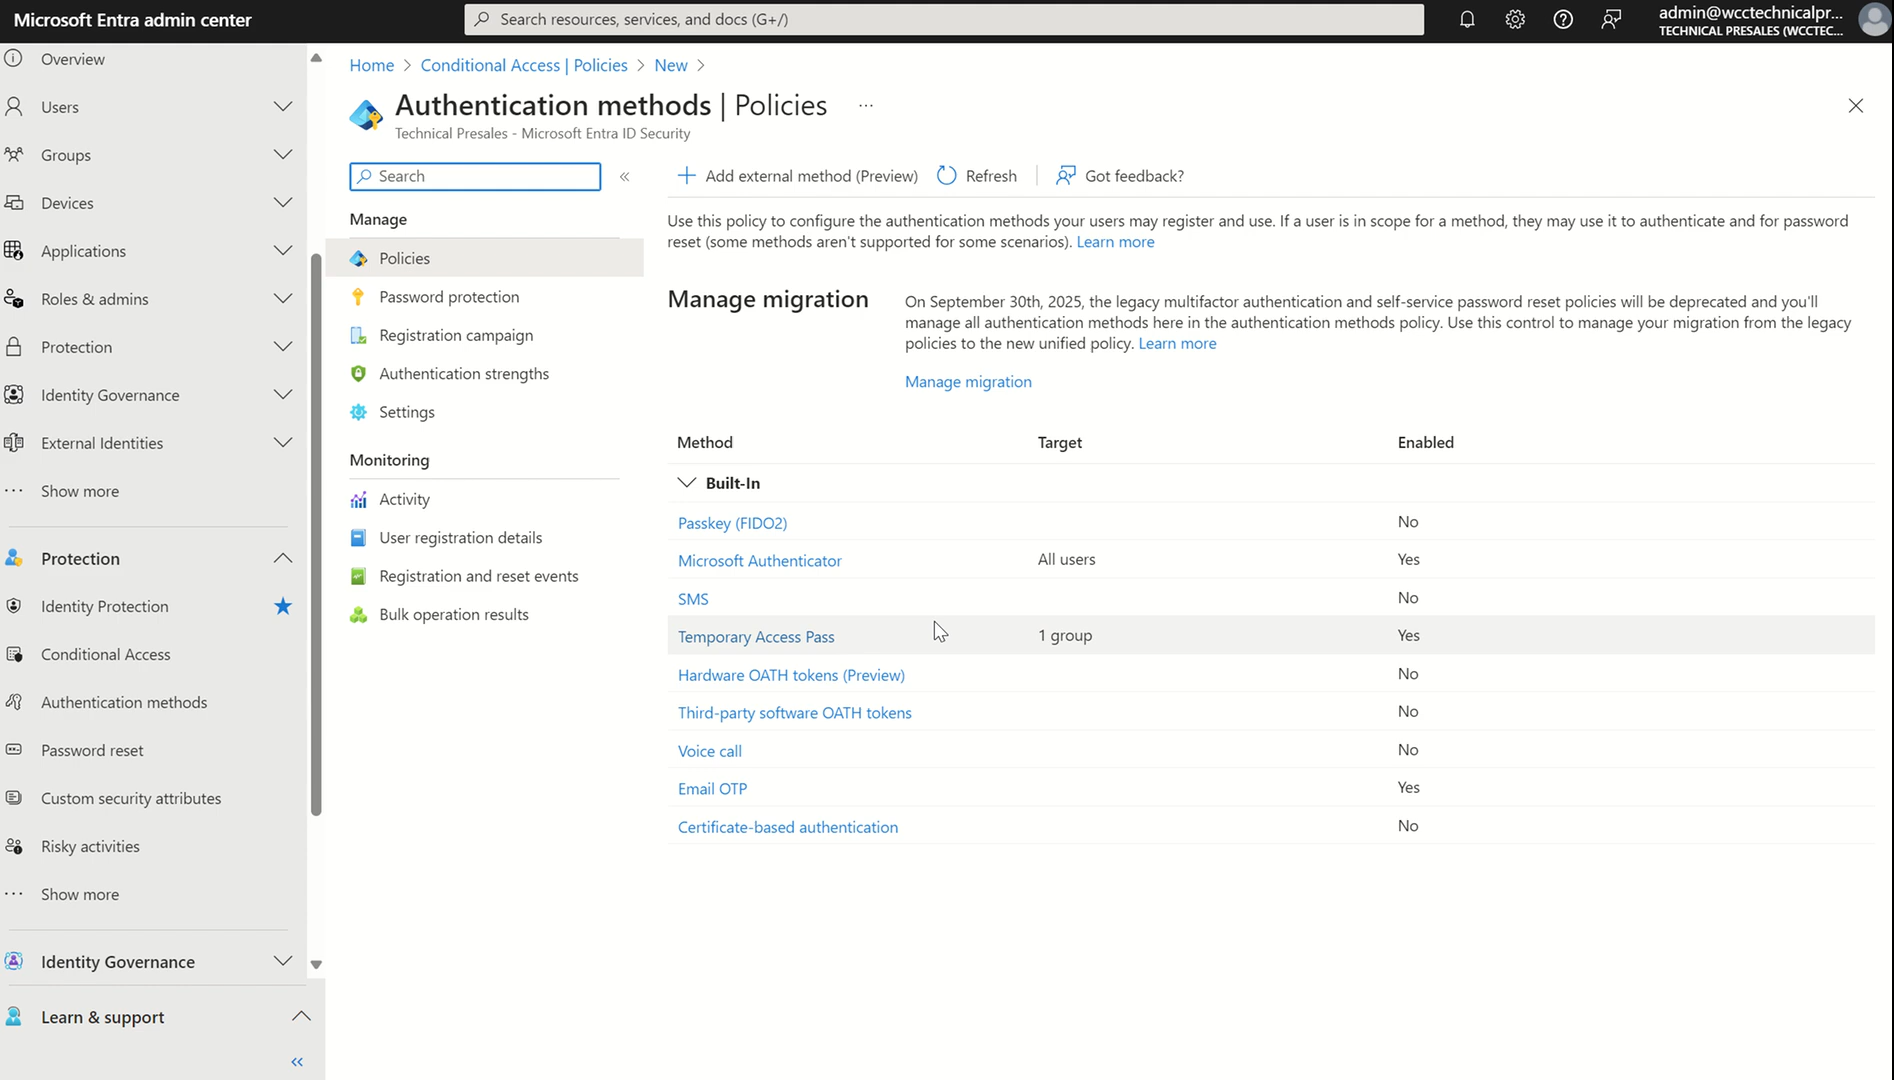 Microsoft Entra admin center
Search resources, services, and docs (G+/)
admin@wcctechnicalpr...
TECHNICAL PRESALES (WCCTEC...
Overview
Users
Groups
Devices
Applications
Roles & admins
Protection
Identity Governance
External Identities
Show more
Protection
Identity Protection
Conditional Access
Authentication methods
Password reset
Custom security attributes
Risky activities
Show more
Identity Governance
Learn & support
Home > Conditional Access | Policies > New >
Authentication methods | Policies ...
Technical Presales - Microsoft Entra ID Security
Search
Manage
Policies
Password protection
Registration campaign
Authentication strengths
Settings
Monitoring
Activity
User registration details
Registration and reset events
Bulk operation results
Add external method (Preview) Refresh Got feedback?
Use this policy to configure the authentication methods your users may register and use. If a user is in scope for a method, they may use it to authenticate and for password
reset (some methods aren't supported for some scenarios). Learn more
Manage migration
On September 30th, 2025, the legacy multifactor authentication and self-service password reset policies will be deprecated and you'll
manage all authentication methods here in the authentication methods policy. Use this control to manage your migration from the legacy
policies to the new unified policy. Learn more
Manage migration
Method Target Enabled
Built-In
Passkey (FIDO2) No
Microsoft Authenticator All users Yes
SMS No
Temporary Access Pass 1 group Yes
Hardware OATH tokens (Preview) No
Third-party software OATH tokens No
Voice call No
Email OTP Yes
Certificate-based authentication No